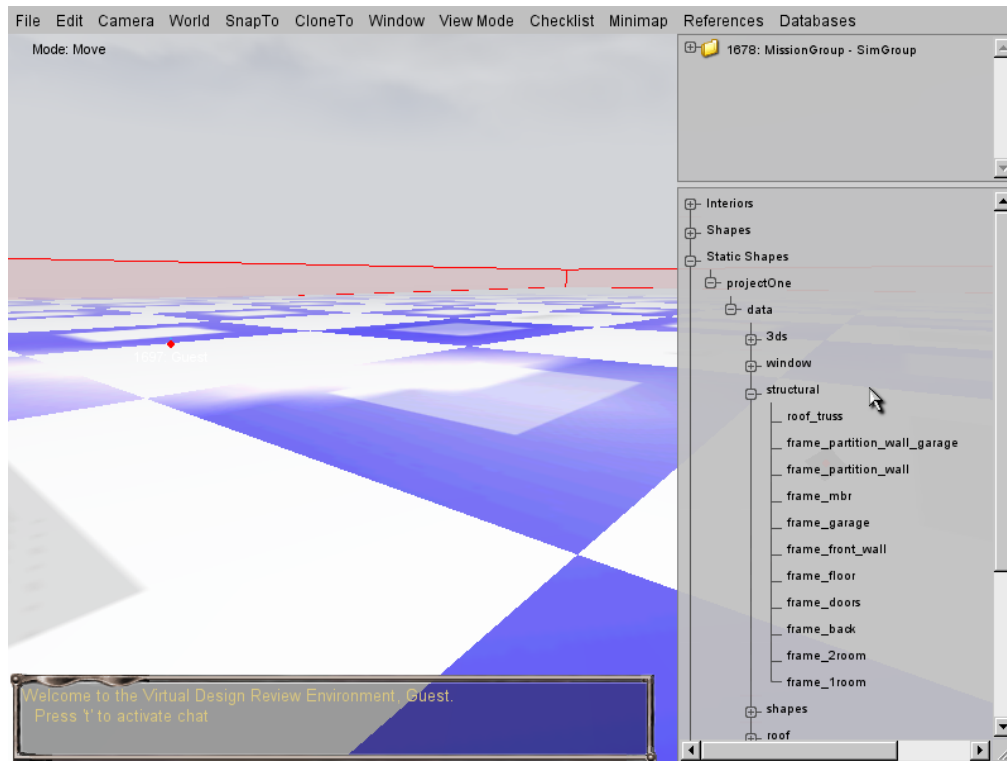 File Edit Camera World SnapTo CloneTo Window View Mode Checklist Minimap References Databases
Mode: Move
1678: MissionGroup - SimGroup
Interiors
Shapes
Static Shapes
projectOne
data
3ds
window
structural
roof_truss
frame_partition_wall_garage
frame_partition_wall
frame_mbr
frame_garage
frame_front_wall
frame_floor
frame_doors
frame_back
frame_2room
frame_1room
shapes
roof
Guest
Welcome to the Virtual Design Review Environment, Guest.
Press 't' to activate chat